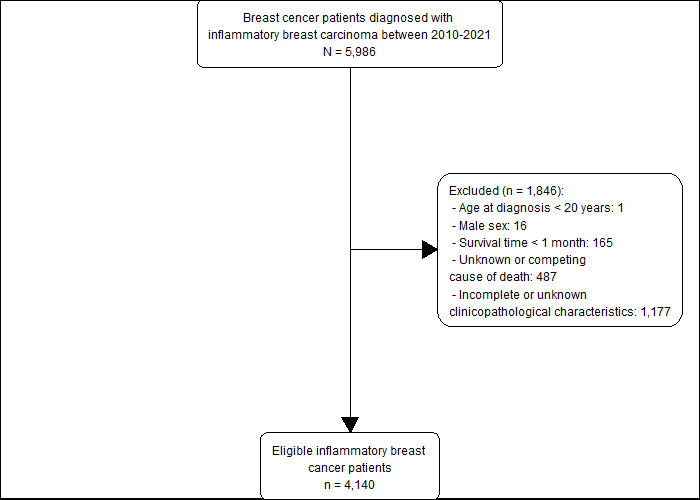 Breast cencer patients diagnosed with
inflammatory breast carcinoma between 2010-2021
N = 5,986
Excluded (n = 1,846):
- Age at diagnosis < 20 years: 1
- Male sex: 16
- Survival time < 1 month: 165
- Unknown or competing
cause of death: 487
- Incomplete or unknown
clinicopathological characteristics: 1,177
Eligible inflammatory breast
cancer patients
n = 4,140